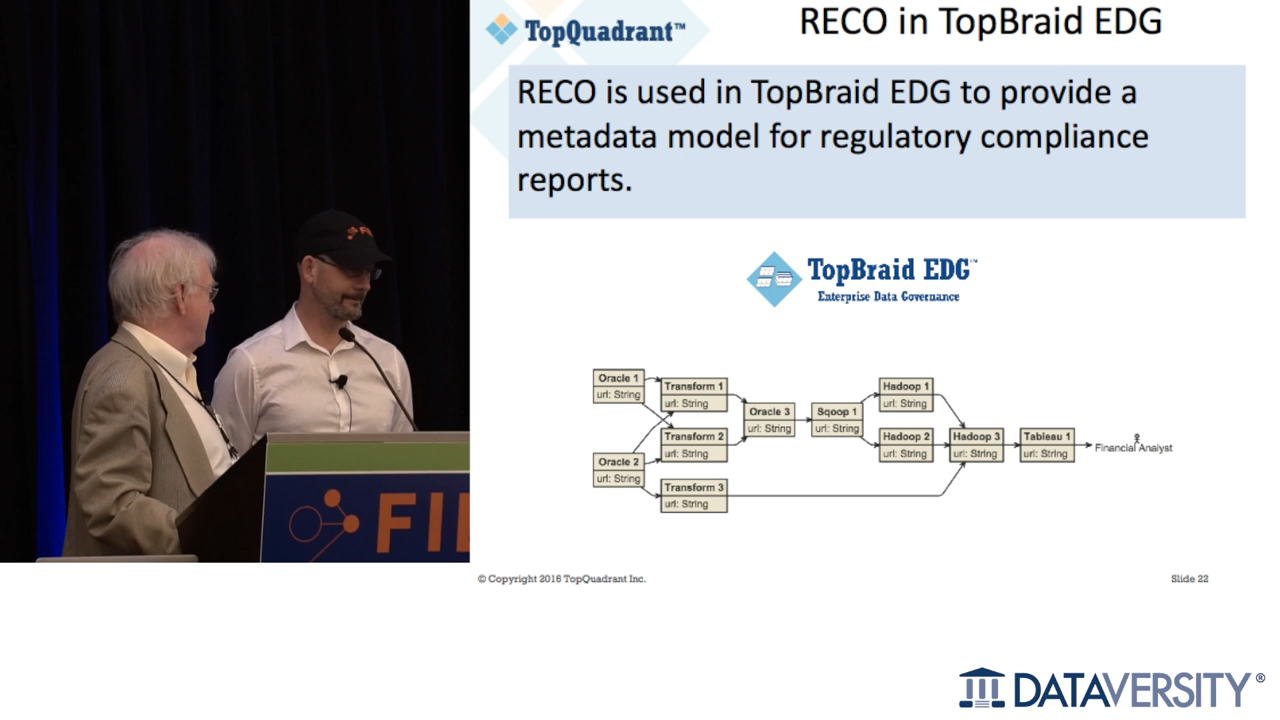 TopQuadrant™
RECO in TopBraid EDG
RECO is used in TopBraid EDG to provide a
metadata model for regulatory compliance
reports.
TopBraid EDG™
Enterprise Data Governance
Oracle 1
url: String
Transform 1
url: String
Oracle 2
url: String
Transform 2
url: String
Transform 3
url: String
Oracle 3
url: String
Sqoop 1
url: String
Hadoop 1
url: String
Hadoop 2
url: String
Hadoop 3
url: String
Tableau 1
url: String
Financial Analyst
FI
© Copyright 2016 TopQuadrant Inc.
Slide 22
DATAVERSITY®